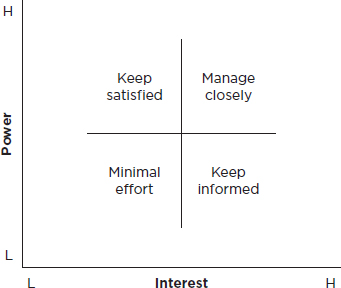 H
Keep
satisfied
Manage
closely
Power
Minimal
effort
Keep
informed
L
L
Interest
H